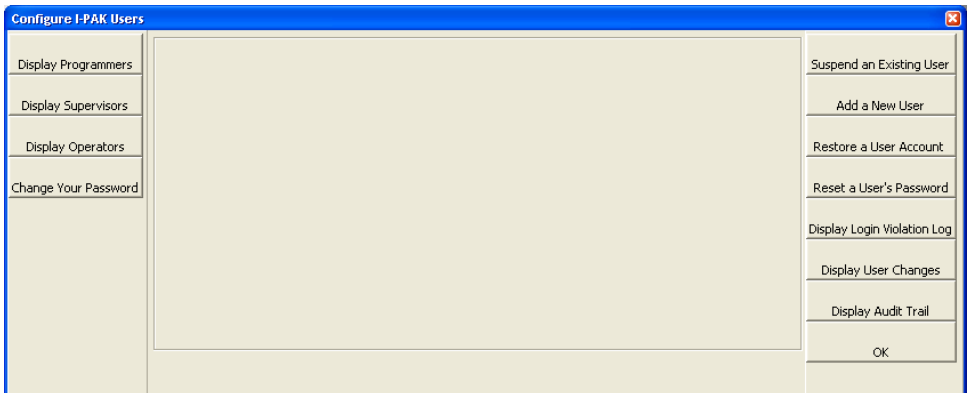 Configure I-PAK Users
Display Programmers
Display Supervisors
Display Operators
Change Your Password
Suspend an Existing User
Add a New User
Restore a User Account
Reset a User's Password
Display Login Violation Log
Display User Changes
Display Audit Trail
OK